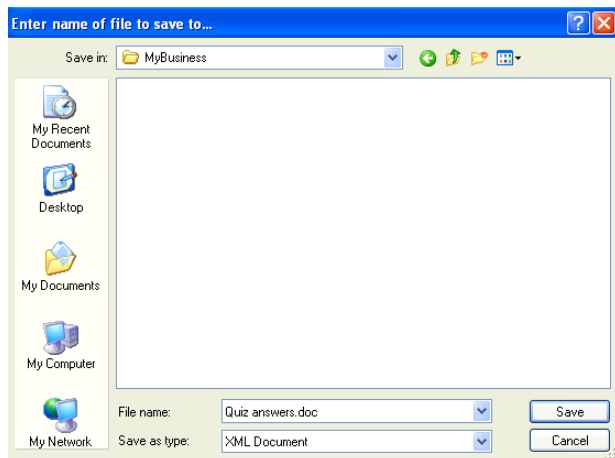 Enter name of file to save to...
Save in:
MyBusiness
My Recent
Documents
Desktop
My Documents
My Computer
My Network
File name:
Quiz answers.doc
Save
Save as type:
XML Document
Cancel